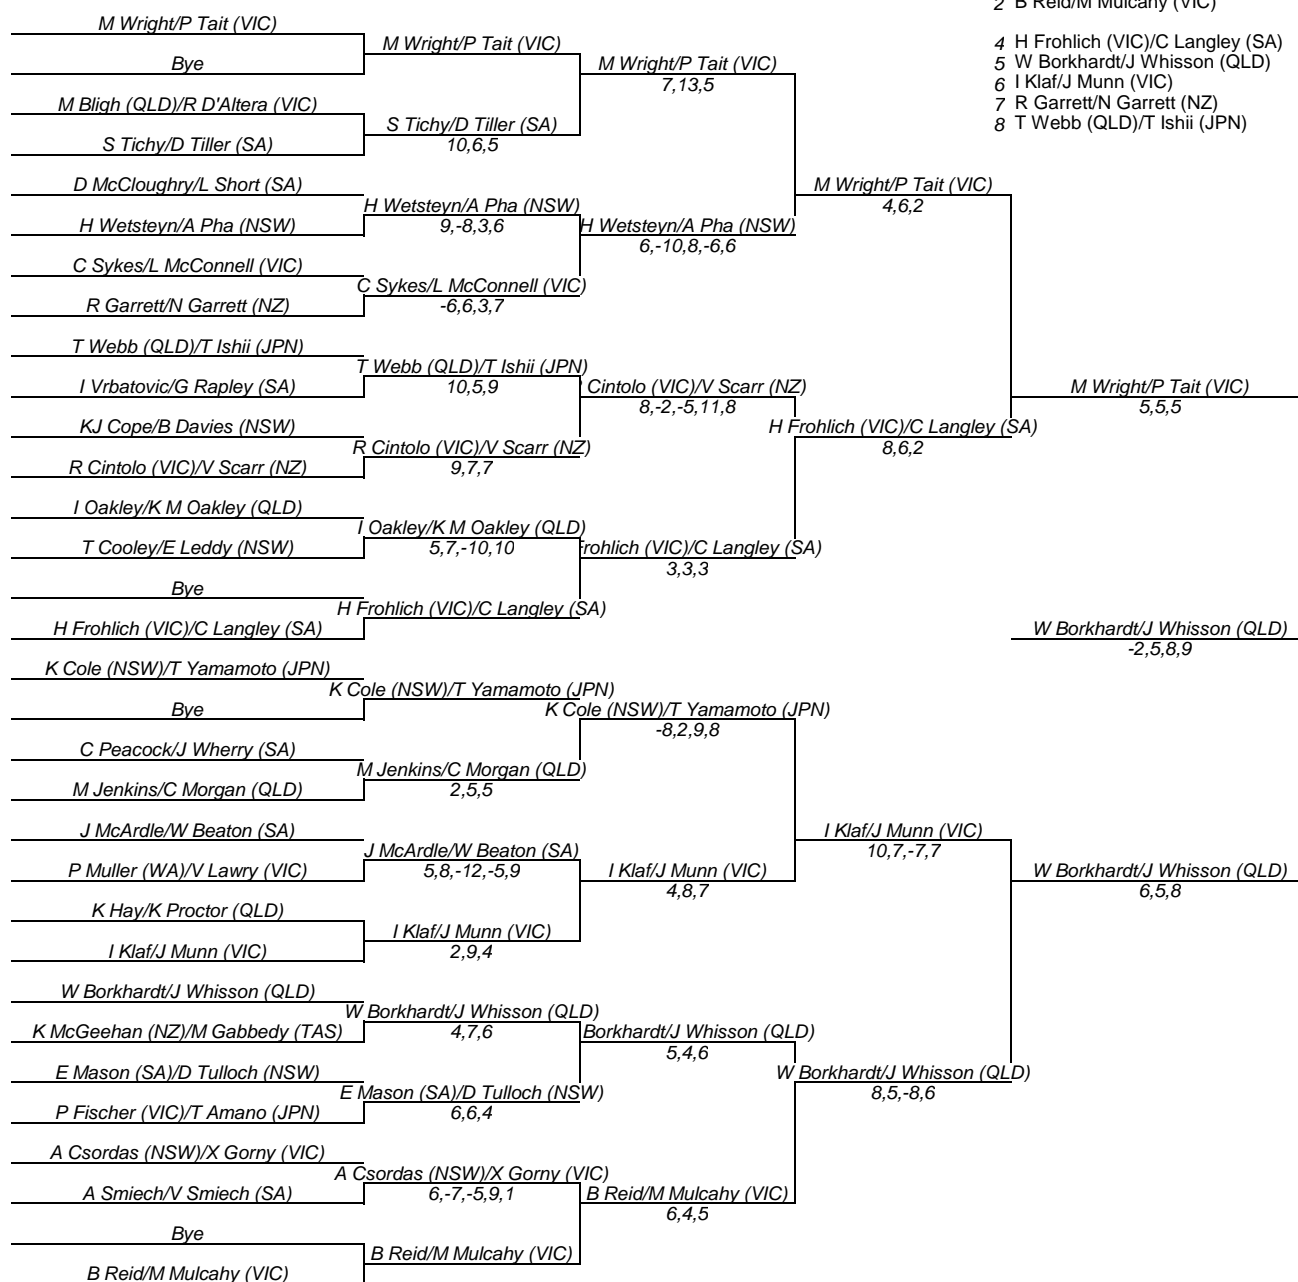 2 B Reid/M Mulcahy (VIC)
4 H Frohlich (VIC)/C Langley (SA)
5 W Borkhardt/J Whisson (QLD)
6 I Klaf/J Munn (VIC)
7 R Garrett/N Garrett (NZ)
8 T Webb (QLD)/T Ishii (JPN)
M Wright/P Tait (VIC)
Bye
M Bligh (QLD)/R D'Altera (VIC)
S Tichy/D Tiller (SA)
D McCloughry/L Short (SA)
H Wetsteyn/A Pha (NSW)
C Sykes/L McConnell (VIC)
R Garrett/N Garrett (NZ)
T Webb (QLD)/T Ishii (JPN)
I Vrbatovic/G Rapley (SA)
KJ Cope/B Davies (NSW)
R Cintolo (VIC)/V Scarr (NZ)
I Oakley/K M Oakley (QLD)
T Cooley/E Leddy (NSW)
Bye
H Frohlich (VIC)/C Langley (SA)
K Cole (NSW)/T Yamamoto (JPN)
Bye
C Peacock/J Wherry (SA)
M Jenkins/C Morgan (QLD)
J McArdle/W Beaton (SA)
P Muller (WA)/V Lawry (VIC)
K Hay/K Proctor (QLD)
I Klaf/J Munn (VIC)
W Borkhardt/J Whisson (QLD)
K McGeehan (NZ)/M Gabbedy (TAS)
E Mason (SA)/D Tulloch (NSW)
P Fischer (VIC)/T Amano (JPN)
A Csordas (NSW)/X Gorny (VIC)
A Smiech/V Smiech (SA)
Bye
B Reid/M Mulcahy (VIC)
M Wright/P Tait (VIC)
S Tichy/D Tiller (SA)
10,6,5
H Wetsteyn/A Pha (NSW)
9,-8,3,6
C Sykes/L McConnell (VIC)
-6,6,3,7
T Webb (QLD)/T Ishii (JPN)
10,5,9
R Cintolo (VIC)/V Scarr (NZ)
9,7,7
I Oakley/K M Oakley (QLD)
5,7,-10,10
H Frohlich (VIC)/C Langley (SA)
K Cole (NSW)/T Yamamoto (JPN)
M Jenkins/C Morgan (QLD)
2,5,5
J McArdle/W Beaton (SA)
5,8,-12,-5,9
I Klaf/J Munn (VIC)
2,9,4
W Borkhardt/J Whisson (QLD)
4,7,6
E Mason (SA)/D Tulloch (NSW)
6,6,4
A Csordas (NSW)/X Gorny (VIC)
6,-7,-5,9,1
B Reid/M Mulcahy (VIC)
M Wright/P Tait (VIC)
7,13,5
H Wetsteyn/A Pha (NSW)
6,-10,8,-6,6
Cintolo (VIC)/V Scarr (NZ)
8,-2,-5,11,8
Frohlich (VIC)/C Langley (SA)
3,3,3
K Cole (NSW)/T Yamamoto (JPN)
-8,2,9,8
I Klaf/J Munn (VIC)
4,8,7
Borkhardt/J Whisson (QLD)
5,4,6
B Reid/M Mulcahy (VIC)
6,4,5
M Wright/P Tait (VIC)
4,6,2
H Frohlich (VIC)/C Langley (SA)
8,6,2
I Klaf/J Munn (VIC)
10,7,-7,7
W Borkhardt/J Whisson (QLD)
8,5,-8,6
M Wright/P Tait (VIC)
5,5,5
W Borkhardt/J Whisson (QLD)
-2,5,8,9
W Borkhardt/J Whisson (QLD)
6,5,8